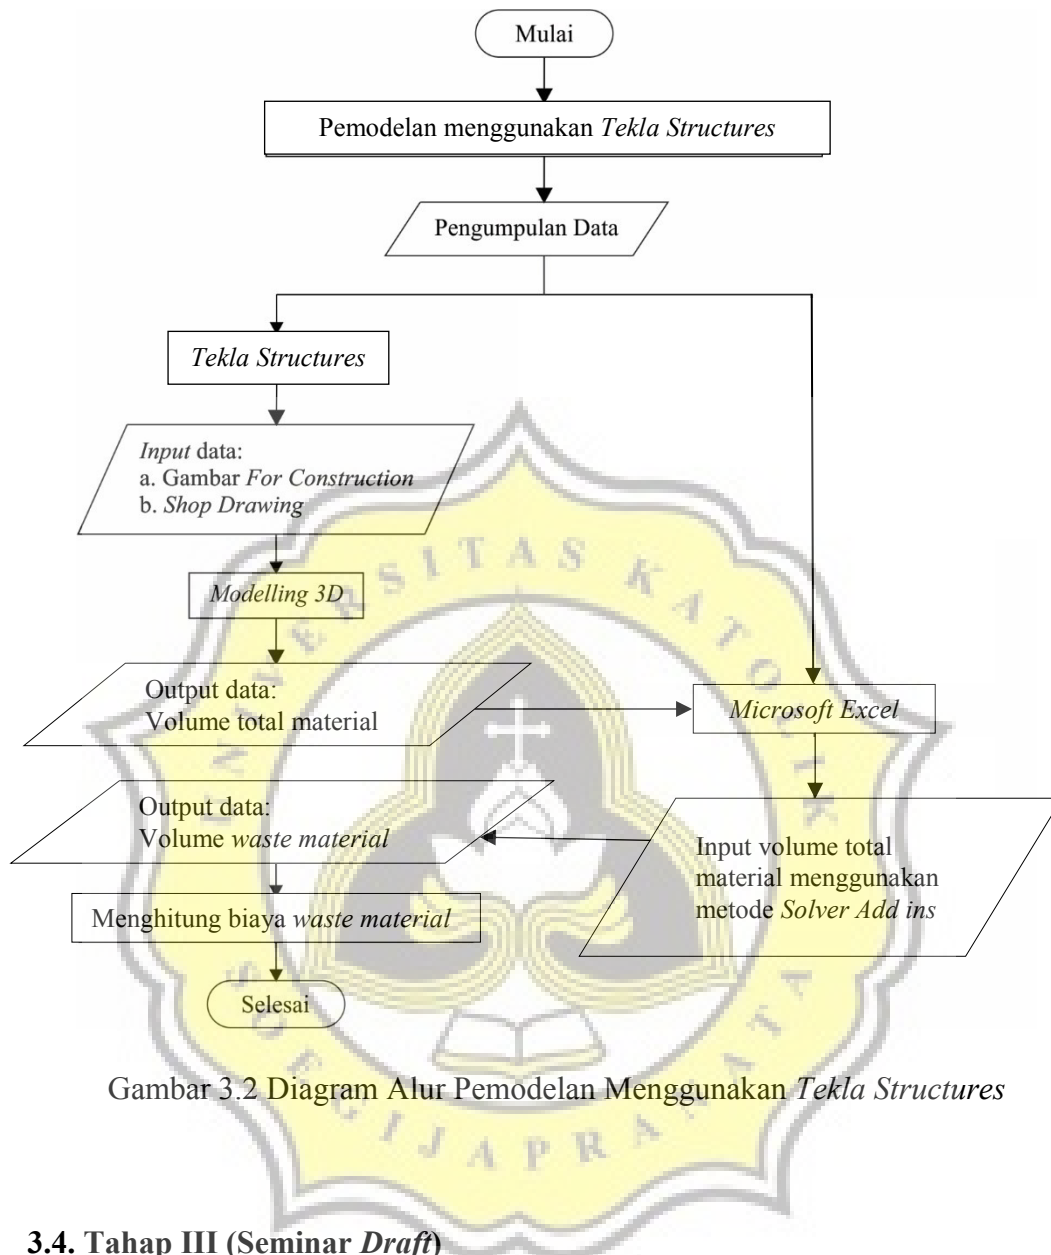 Mulai
Pemodelan menggunakan Tekla Structures
Pengumpulan Data
Tekla Structures
Input data:
a. Gambar For Construction
b. Shop Drawing
Modelling 3D
Output data:
Volume total material
Microsoft Excel
Input volume total
material menggunakan
metode Solver Add ins
Output data:
Volume waste material
Menghitung biaya waste material
Selesai
Gambar 3.2 Diagram Alur Pemodelan Menggunakan Tekla Structures
3.4. Tahap III (Seminar Draft)
UNIVERSITAS KATOLIK
SOEGIJAPRANATA